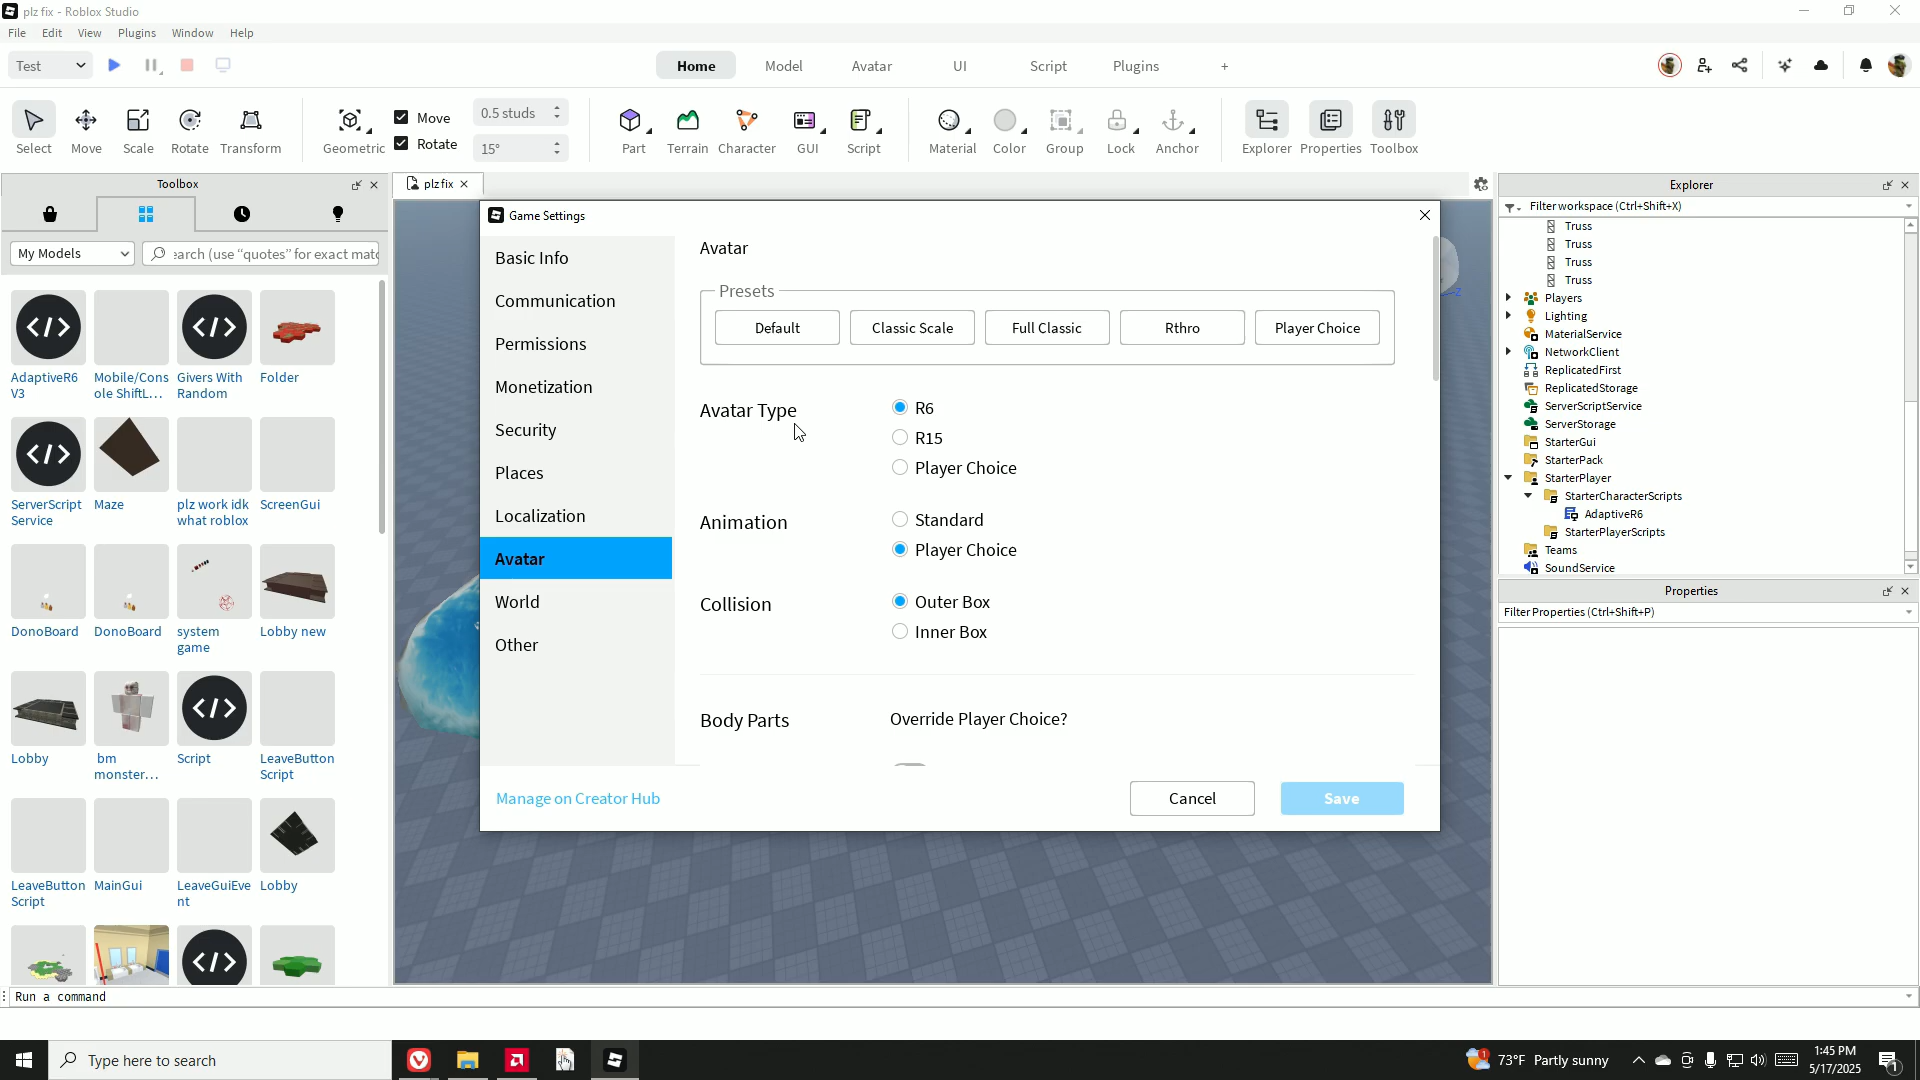 plz fix - Roblox Studio
File Edit View Plugins Window Help
Test
Home Model Avatar UI Script Plugins +
Select Move Scale Rotate Transform
Geometric
Move 0.5 studs
Rotate 15°
Part Terrain Character GUI Script
Material Color Group Lock Anchor
Explorer Properties Toolbox
Toolbox
My Models
earch (use “quotes” for exact matc
AdaptiveR6 V3
Mobile/Console ShiftL...
Givers With Random
Folder
ServerScript Service
Maze
plz work idk what roblox
ScreenGui
DonoBoard
DonoBoard
system game
Lobby new
Lobby
bm monster...
Script
LeaveButton Script
LeaveButton Script
MainGui
LeaveGuiEvent
Lobby
plz fix
Game Settings
Basic Info
Communication
Permissions
Monetization
Security
Places
Localization
Avatar
World
Other
Avatar
Presets
Default Classic Scale Full Classic Rthro Player Choice
Avatar Type
R6
R15
Player Choice
Animation
Standard
Player Choice
Collision
Outer Box
Inner Box
Body Parts
Override Player Choice?
Manage on Creator Hub
Cancel
Save
Explorer
Filter workspace (Ctrl+Shift+X)
Truss
Truss
Truss
Truss
Players
Lighting
MaterialService
NetworkClient
ReplicatedFirst
ReplicatedStorage
ServerScriptService
ServerStorage
StarterGui
StarterPack
StarterPlayer
StarterCharacterScripts
AdaptiveR6
StarterPlayerScripts
Teams
SoundService
Properties
Filter Properties (Ctrl+Shift+P)
Z
Run a command
Type here to search
1
73°F Partly sunny
1:45 PM
5/17/2025
1